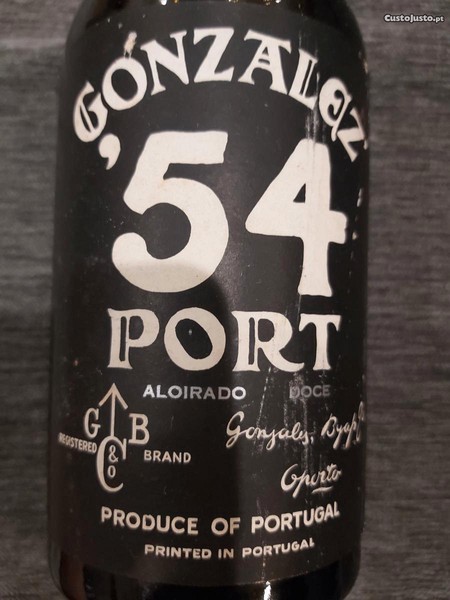 CustoJusto.pt
GONZALEZ
'54
PORT
ALOIRADO DOCE
G B
C & Co
REGISTERED BRAND
Gonzalez, Byass
Oporto
PRODUCE OF PORTUGAL
PRINTED IN PORTUGAL